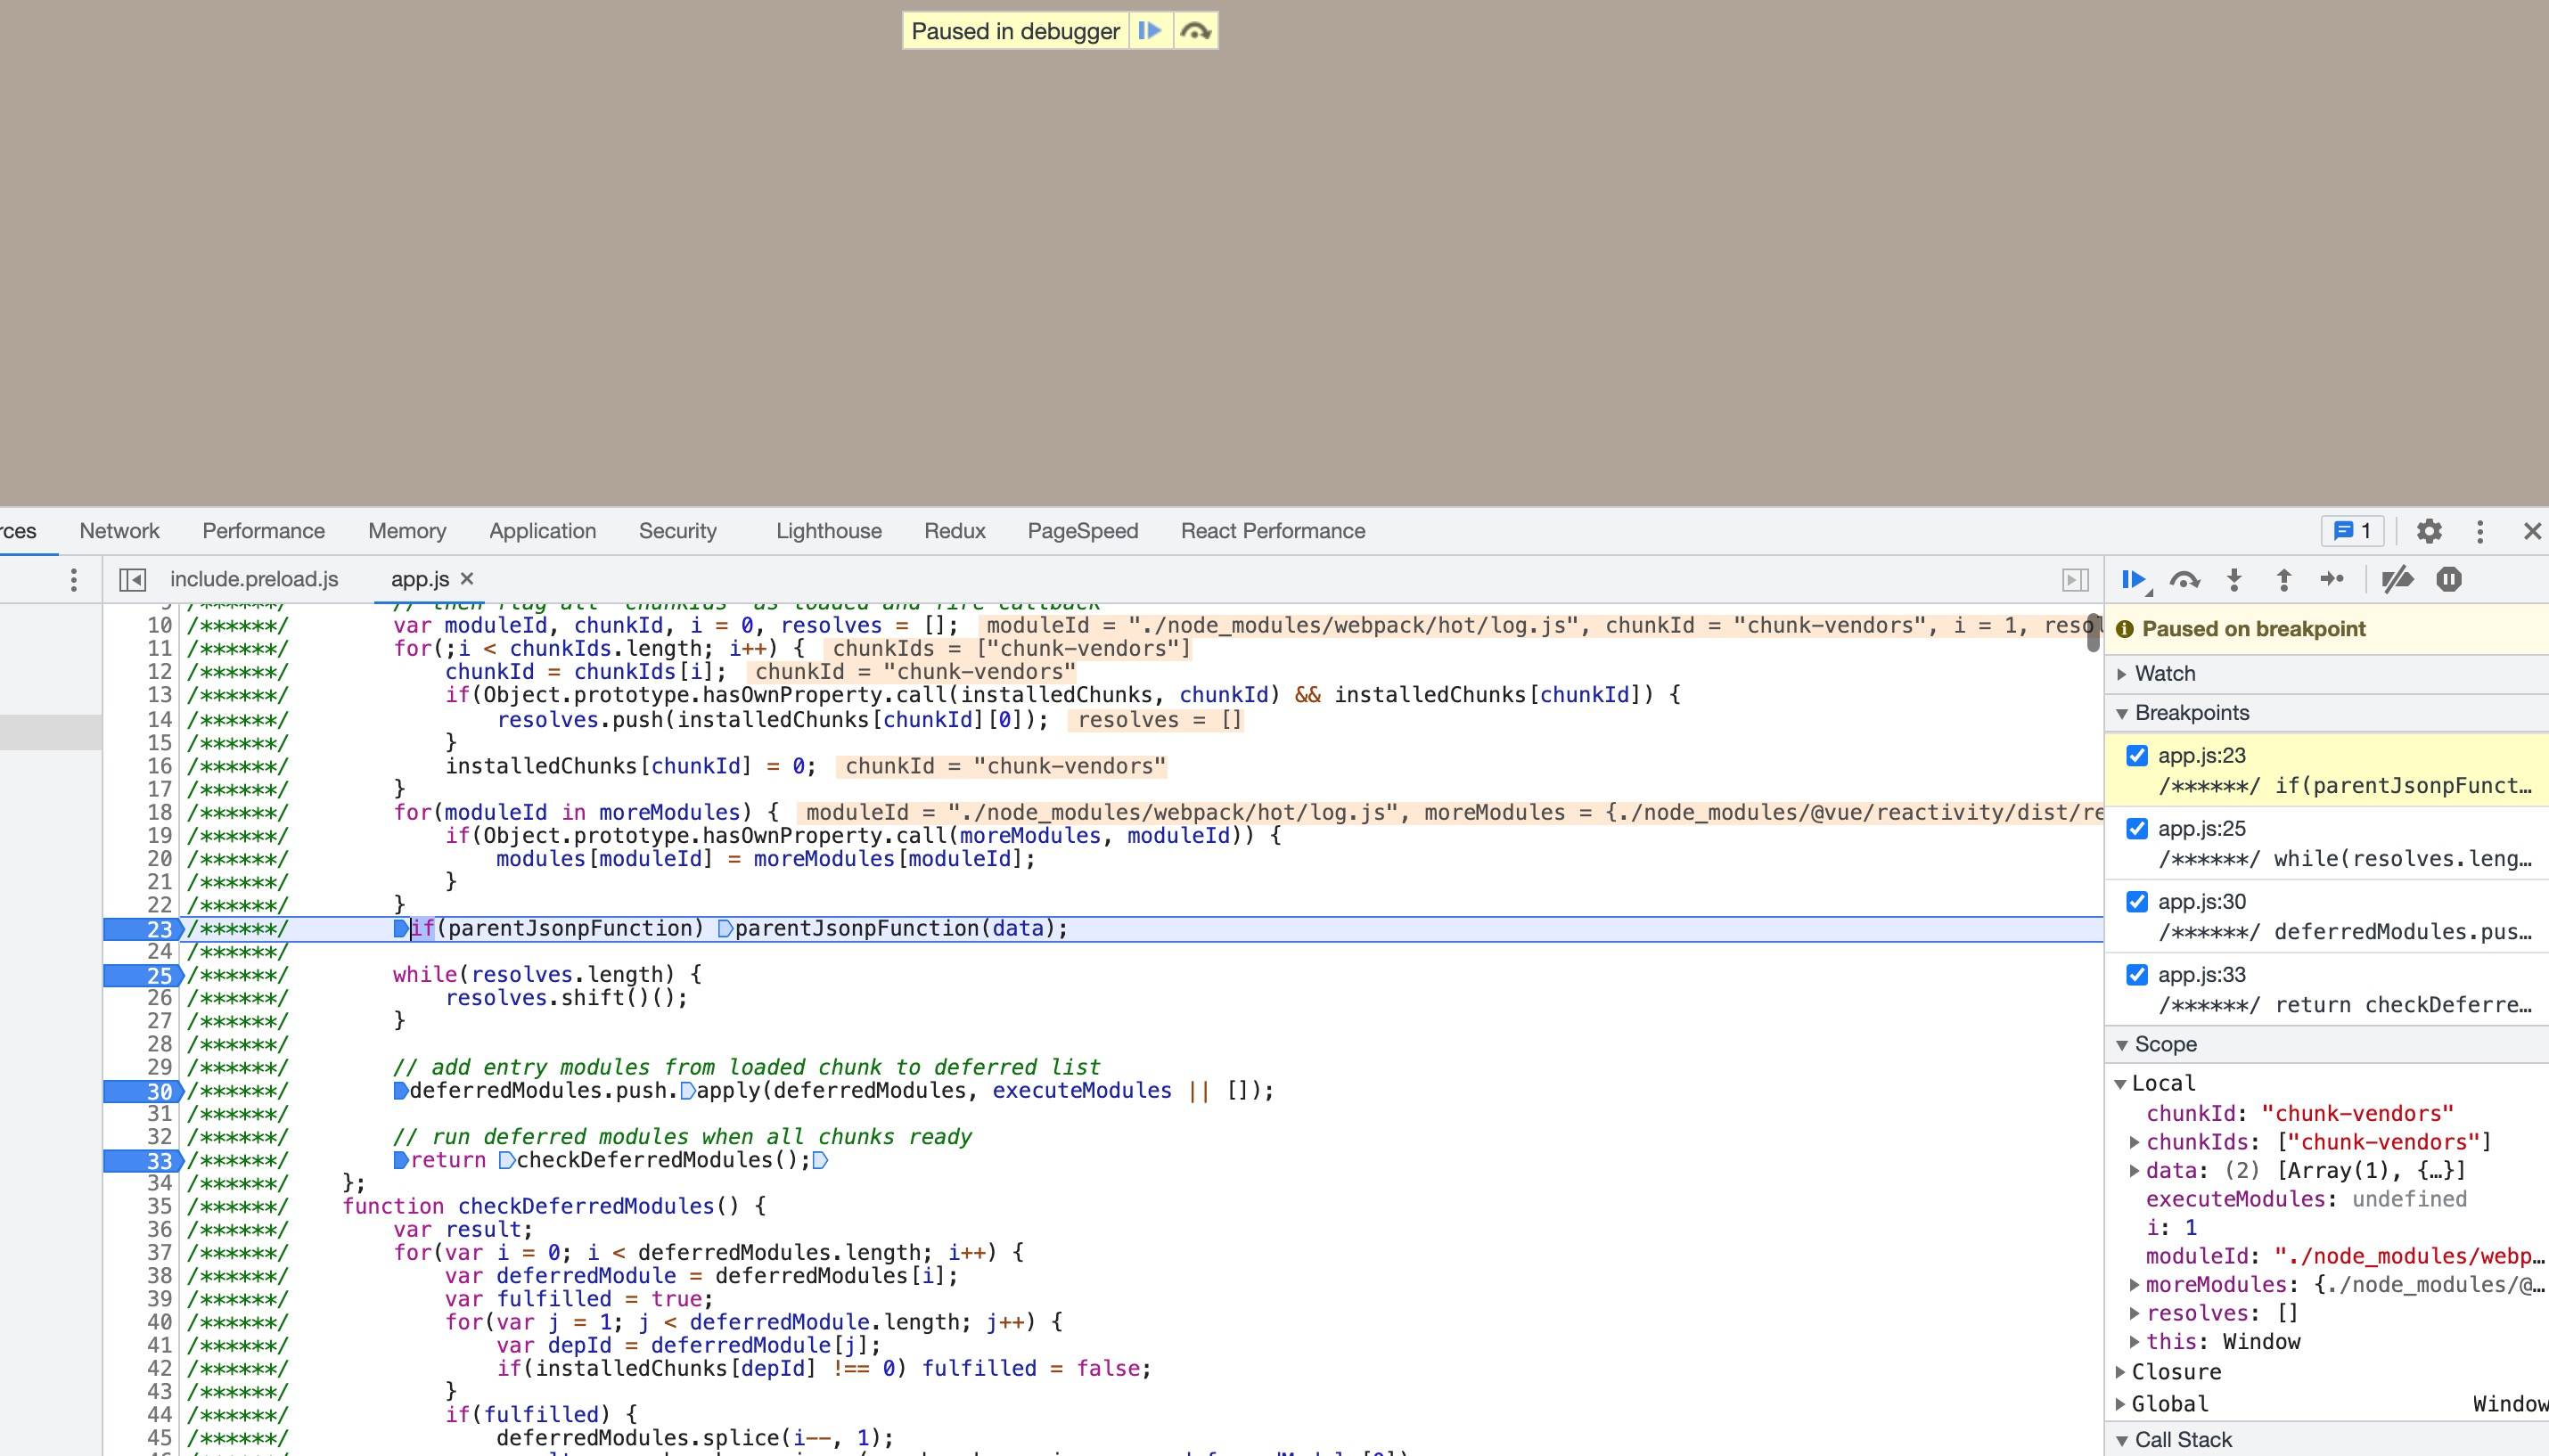 Paused in debugger
rces Network Performance Memory Application Security Lighthouse Redux PageSpeed React Performance 1
include.preload.js app.js ×
9 /******/ // then flag all "chunkIds" as loaded and fire callback
10 /******/ var moduleId, chunkId, i = 0, resolves = []; moduleId = "./node_modules/webpack/hot/log.js", chunkId = "chunk-vendors", i = 1, resol
11 /******/ for(;i < chunkIds.length; i++) { chunkIds = ["chunk-vendors"]
12 /******/ chunkId = chunkIds[i]; chunkId = "chunk-vendors"
13 /******/ if(Object.prototype.hasOwnProperty.call(installedChunks, chunkId) && installedChunks[chunkId]) {
14 /******/ resolves.push(installedChunks[chunkId][0]); resolves = []
15 /******/ }
16 /******/ installedChunks[chunkId] = 0; chunkId = "chunk-vendors"
17 /******/ }
18 /******/ for(moduleId in moreModules) { moduleId = "./node_modules/webpack/hot/log.js", moreModules = {./node_modules/@vue/reactivity/dist/re
19 /******/ if(Object.prototype.hasOwnProperty.call(moreModules, moduleId)) {
20 /******/ modules[moduleId] = moreModules[moduleId];
21 /******/ }
22 /******/ }
23 /******/ if(parentJsonpFunction) parentJsonpFunction(data);
24 /******/
25 /******/ while(resolves.length) {
26 /******/ resolves.shift()();
27 /******/ }
28 /******/
29 /******/ // add entry modules from loaded chunk to deferred list
30 /******/ deferredModules.push.apply(deferredModules, executeModules || []);
31 /******/
32 /******/ // run deferred modules when all chunks ready
33 /******/ return checkDeferredModules();
34 /******/ };
35 /******/ function checkDeferredModules() {
36 /******/ var result;
37 /******/ for(var i = 0; i < deferredModules.length; i++) {
38 /******/ var deferredModule = deferredModules[i];
39 /******/ var fulfilled = true;
40 /******/ for(var j = 1; j < deferredModule.length; j++) {
41 /******/ var depId = deferredModule[j];
42 /******/ if(installedChunks[depId] !== 0) fulfilled = false;
43 /******/ }
44 /******/ if(fulfilled) {
45 /******/ deferredModules.splice(i--, 1);
Paused on breakpoint
Watch
Breakpoints
app.js:23
/******/ if(parentJsonpFunct…
app.js:25
/******/ while(resolves.leng…
app.js:30
/******/ deferredModules.pus…
app.js:33
/******/ return checkDeferre…
Scope
Local
chunkId: "chunk-vendors"
chunkIds: ["chunk-vendors"]
data: (2) [Array(1), {…}]
executeModules: undefined
i: 1
moduleId: "./node_modules/webp…
moreModules: {./node_modules/@…
resolves: []
this: Window
Closure
Global Window
Call Stack